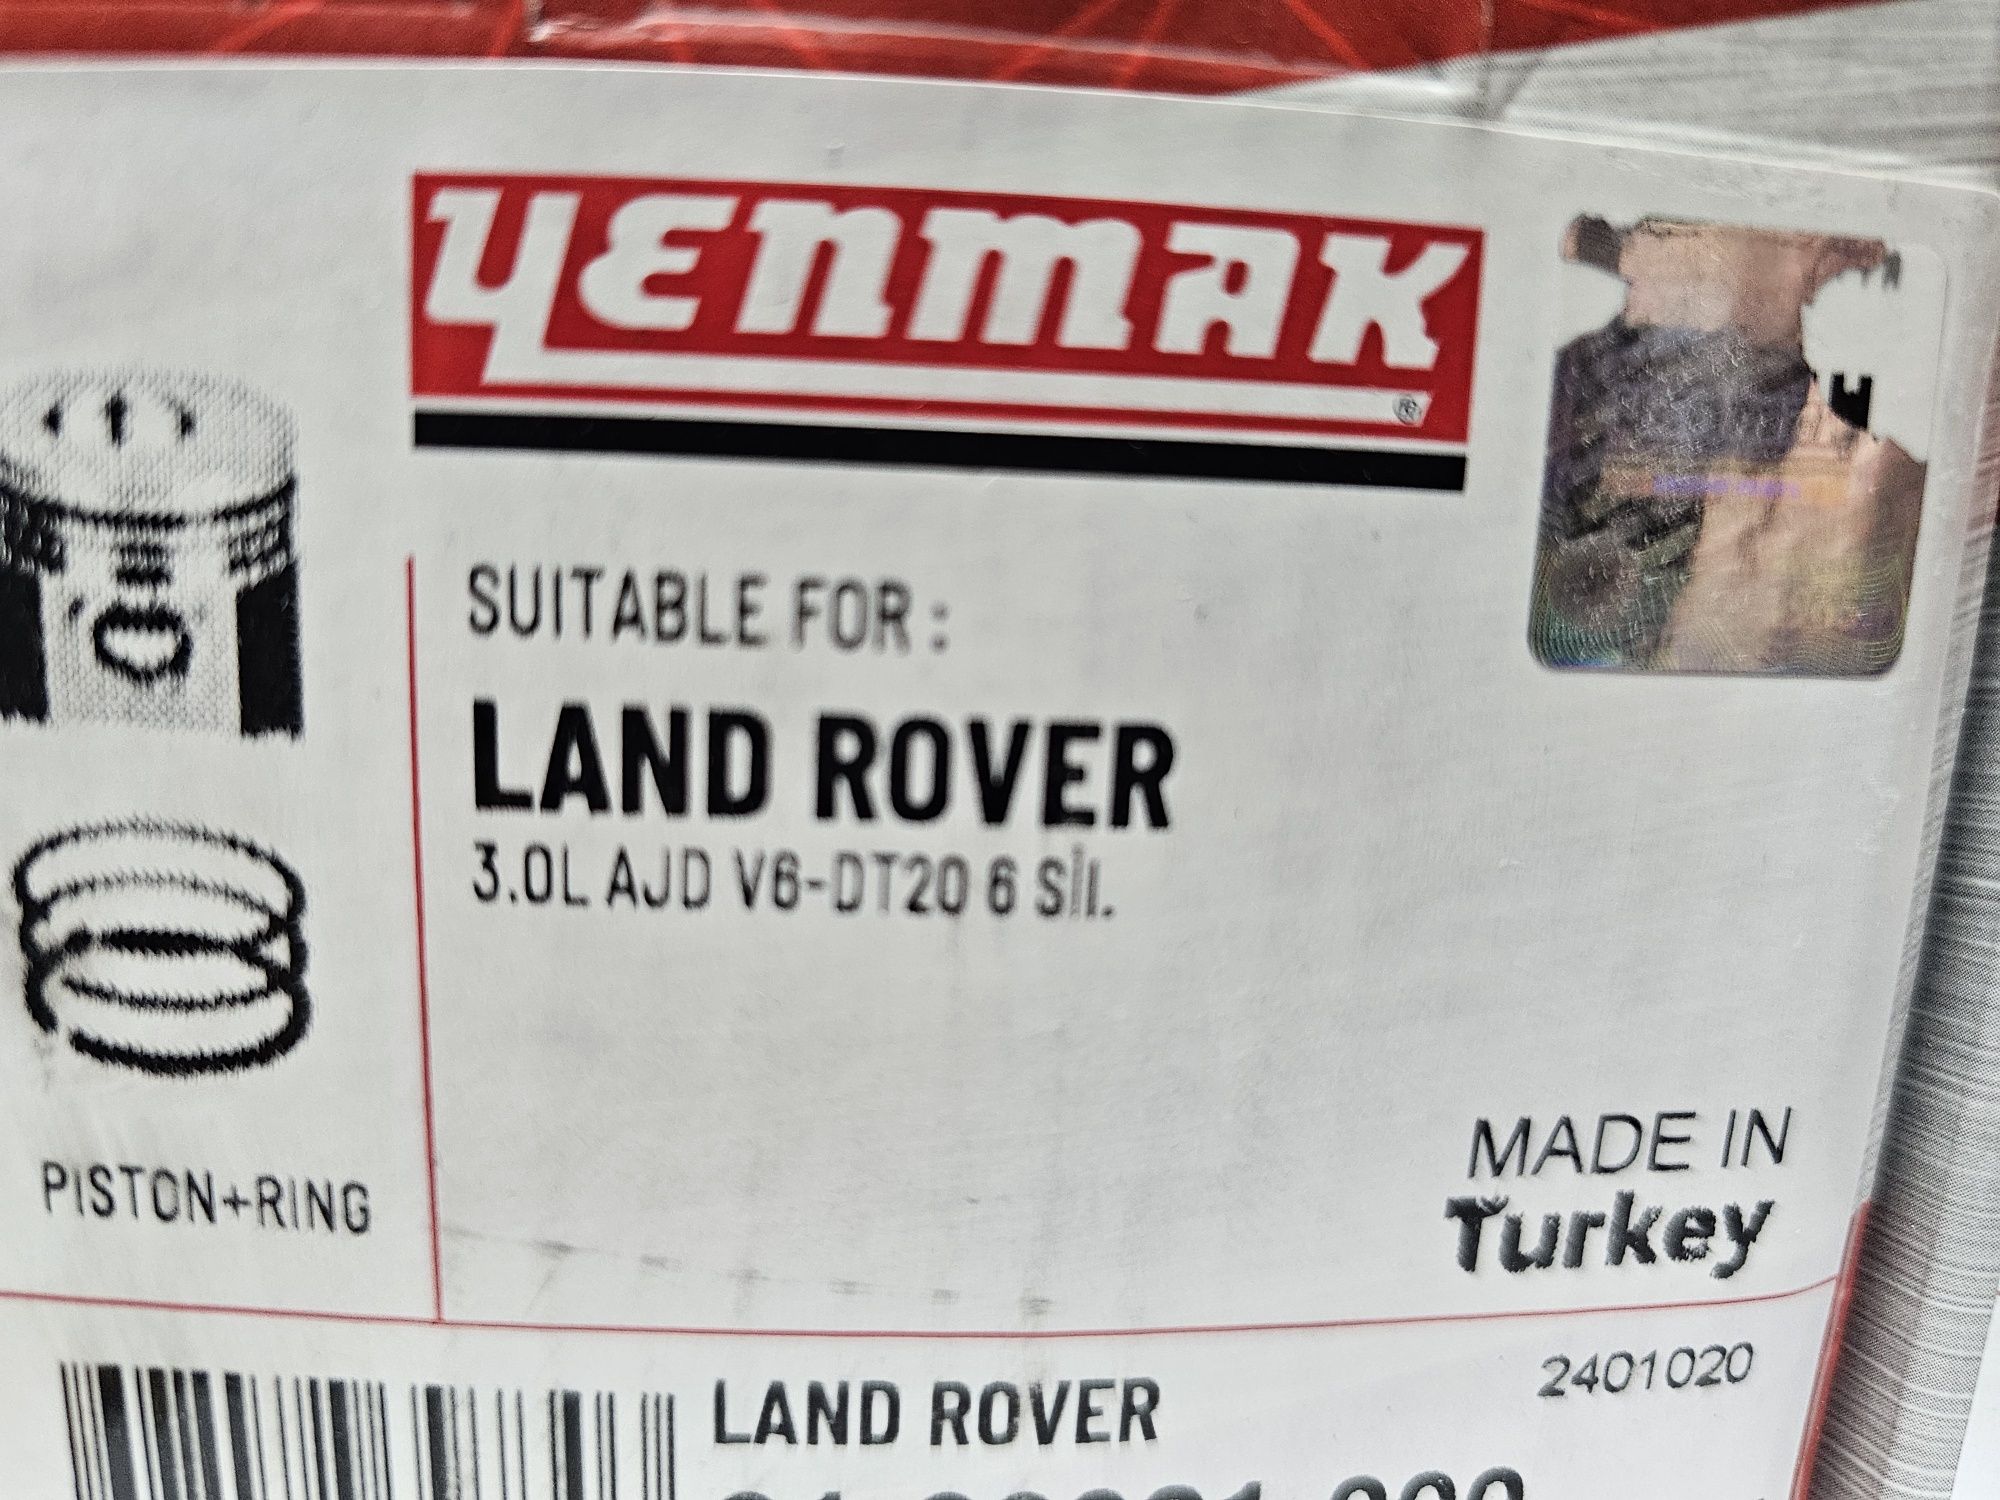 YENMAK
®
SUITABLE FOR :
LAND ROVER
3.0L AJD V6-DT20 6 SİL.
PISTON+RING
MADE IN
Turkey
2401020
LAND ROVER